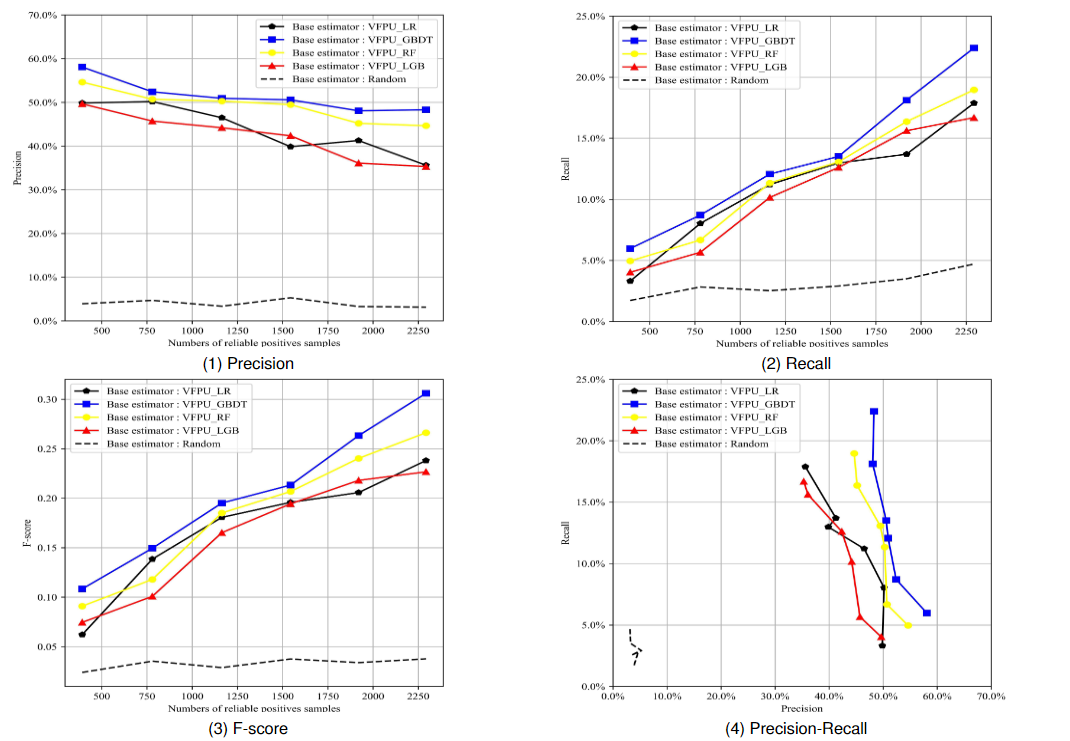 70.0%
60.0%
50.0%
40.0%
30.0%
20.0%
10.0%
0.0%
Precision
Base estimator : VFPU_LR
Base estimator : VFPU_GBDT
Base estimator : VFPU_RF
Base estimator : VFPU_LGB
Base estimator : Random
500 750 1000 1250 1500 1750 2000 2250
Numbers of reliable positives samples
(1) Precision
25.0%
20.0%
15.0%
10.0%
5.0%
0.0%
Recall
Base estimator : VFPU_LR
Base estimator : VFPU_GBDT
Base estimator : VFPU_RF
Base estimator : VFPU_LGB
Base estimator : Random
500 750 1000 1250 1500 1750 2000 2250
Numbers of reliable positives samples
(2) Recall
0.30
0.25
0.20
0.15
0.10
0.05
F-score
Base estimator : VFPU_LR
Base estimator : VFPU_GBDT
Base estimator : VFPU_RF
Base estimator : VFPU_LGB
Base estimator : Random
500 750 1000 1250 1500 1750 2000 2250
Numbers of reliable positives samples
(3) F-score
25.0%
20.0%
15.0%
10.0%
5.0%
0.0%
Recall
Base estimator : VFPU_LR
Base estimator : VFPU_GBDT
Base estimator : VFPU_RF
Base estimator : VFPU_LGB
Base estimator : Random
0.0% 10.0% 20.0% 30.0% 40.0% 50.0% 60.0% 70.0%
Precision
(4) Precision-Recall